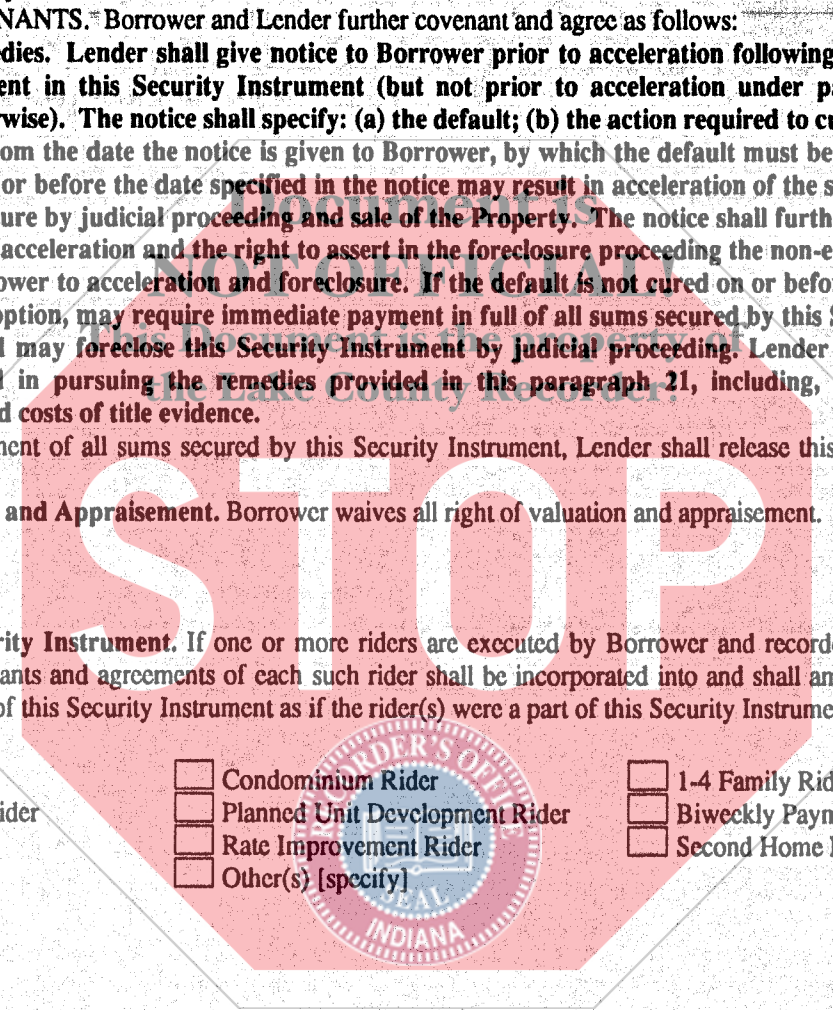 NANTS. Borrower and Lender further covenant and agree as follows:
dies. Lender shall give notice to Borrower prior to acceleration following
ent in this Security Instrument (but not prior to acceleration under pa
rwise). The notice shall specify: (a) the default; (b) the action required to cu
om the date the notice is given to Borrower, by which the default must be
or before the date specified in the notice may result in acceleration of the s
ure by judicial proceeding and sale of the Property. The notice shall furth
acceleration and the right to assert in the foreclosure proceeding the non-e
ower to acceleration and foreclosure. If the default is not cured on or befo
option, may require immediate payment in full of all sums secured by this S
l may foreclose this Security Instrument by judicial proceeding. Lender
l in pursuing the remedies provided in this paragraph 21, including,
d costs of title evidence.
nent of all sums secured by this Security Instrument, Lender shall release this
and Appraisement. Borrower waives all right of valuation and appraisement.
rity Instrument. If one or more riders are executed by Borrower and recorde
ants and agreements of each such rider shall be incorporated into and shall am
of this Security Instrument as if the rider(s) were a part of this Security Instrume
Condominium Rider
1-4 Family Rid
ider
Planned Unit Development Rider
Biweekly Paym
Rate Improvement Rider
Second Home
Other(s) [specify]
Document is
NOT OFFICIAL!
This Document is the property of
the Lake County Recorder!
STOP
RECORDER'S OFFICE
SEAL
INDIANA